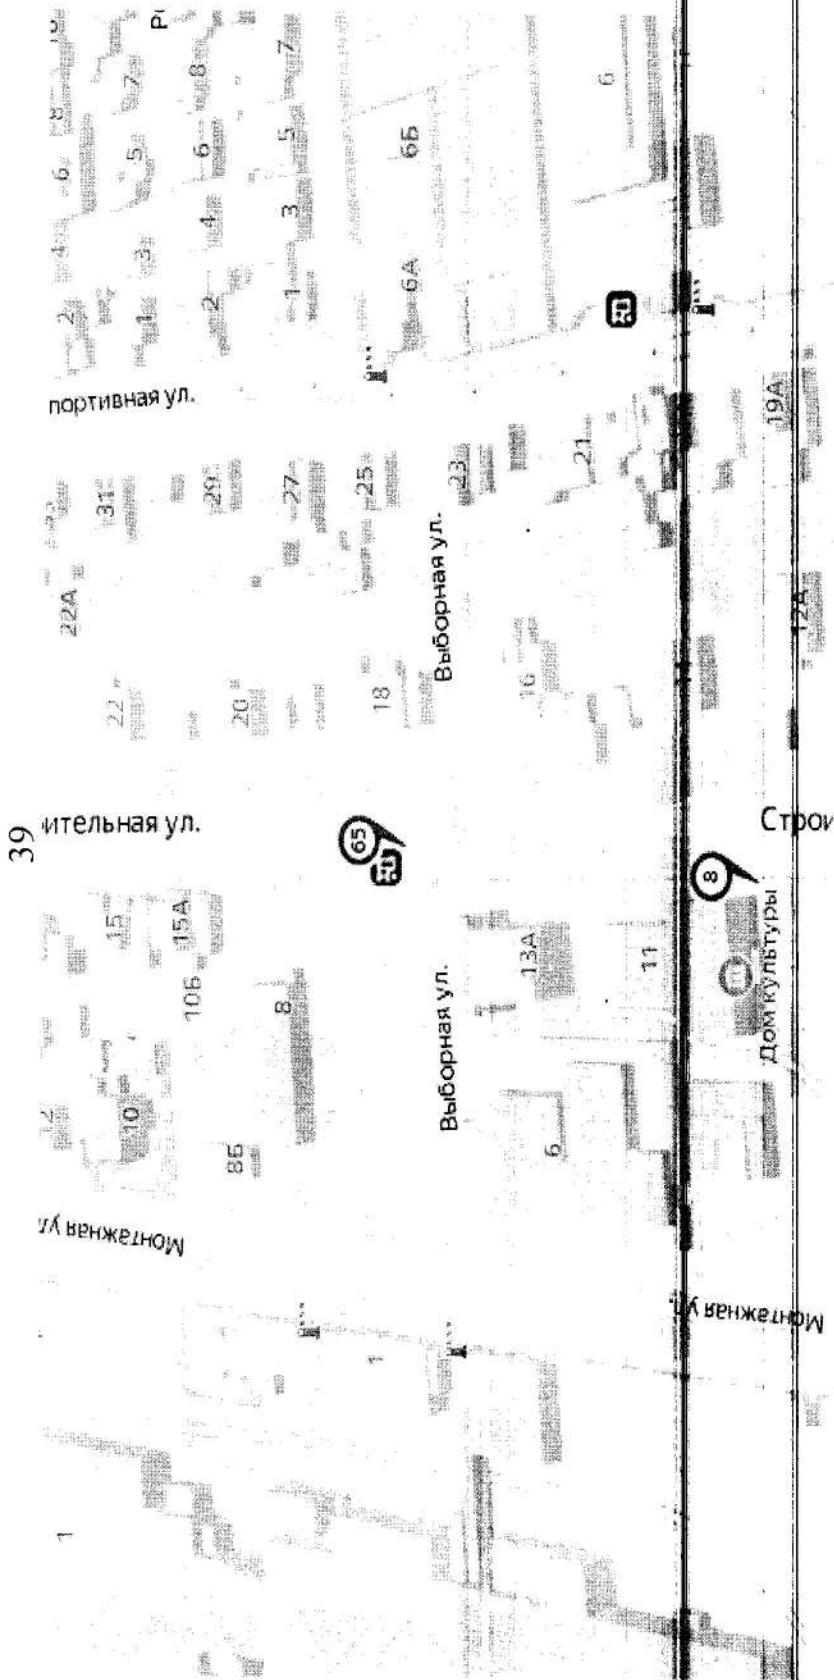 39
портивная ул.
ительная ул.
Монтажная ул
Выборная ул.
Выборная ул.
Монтажная ул.
Дом культуры
Строи
65
8
8
6
4
2
7
5
3
1
8
6
4
2
7
5
3
1
6Б
6А
6
31
29
27
25
23
21
19А
22А
22
20
18
16
12А
15
15А
10Б
13А
11
12
10
8
8Б
6
1
1